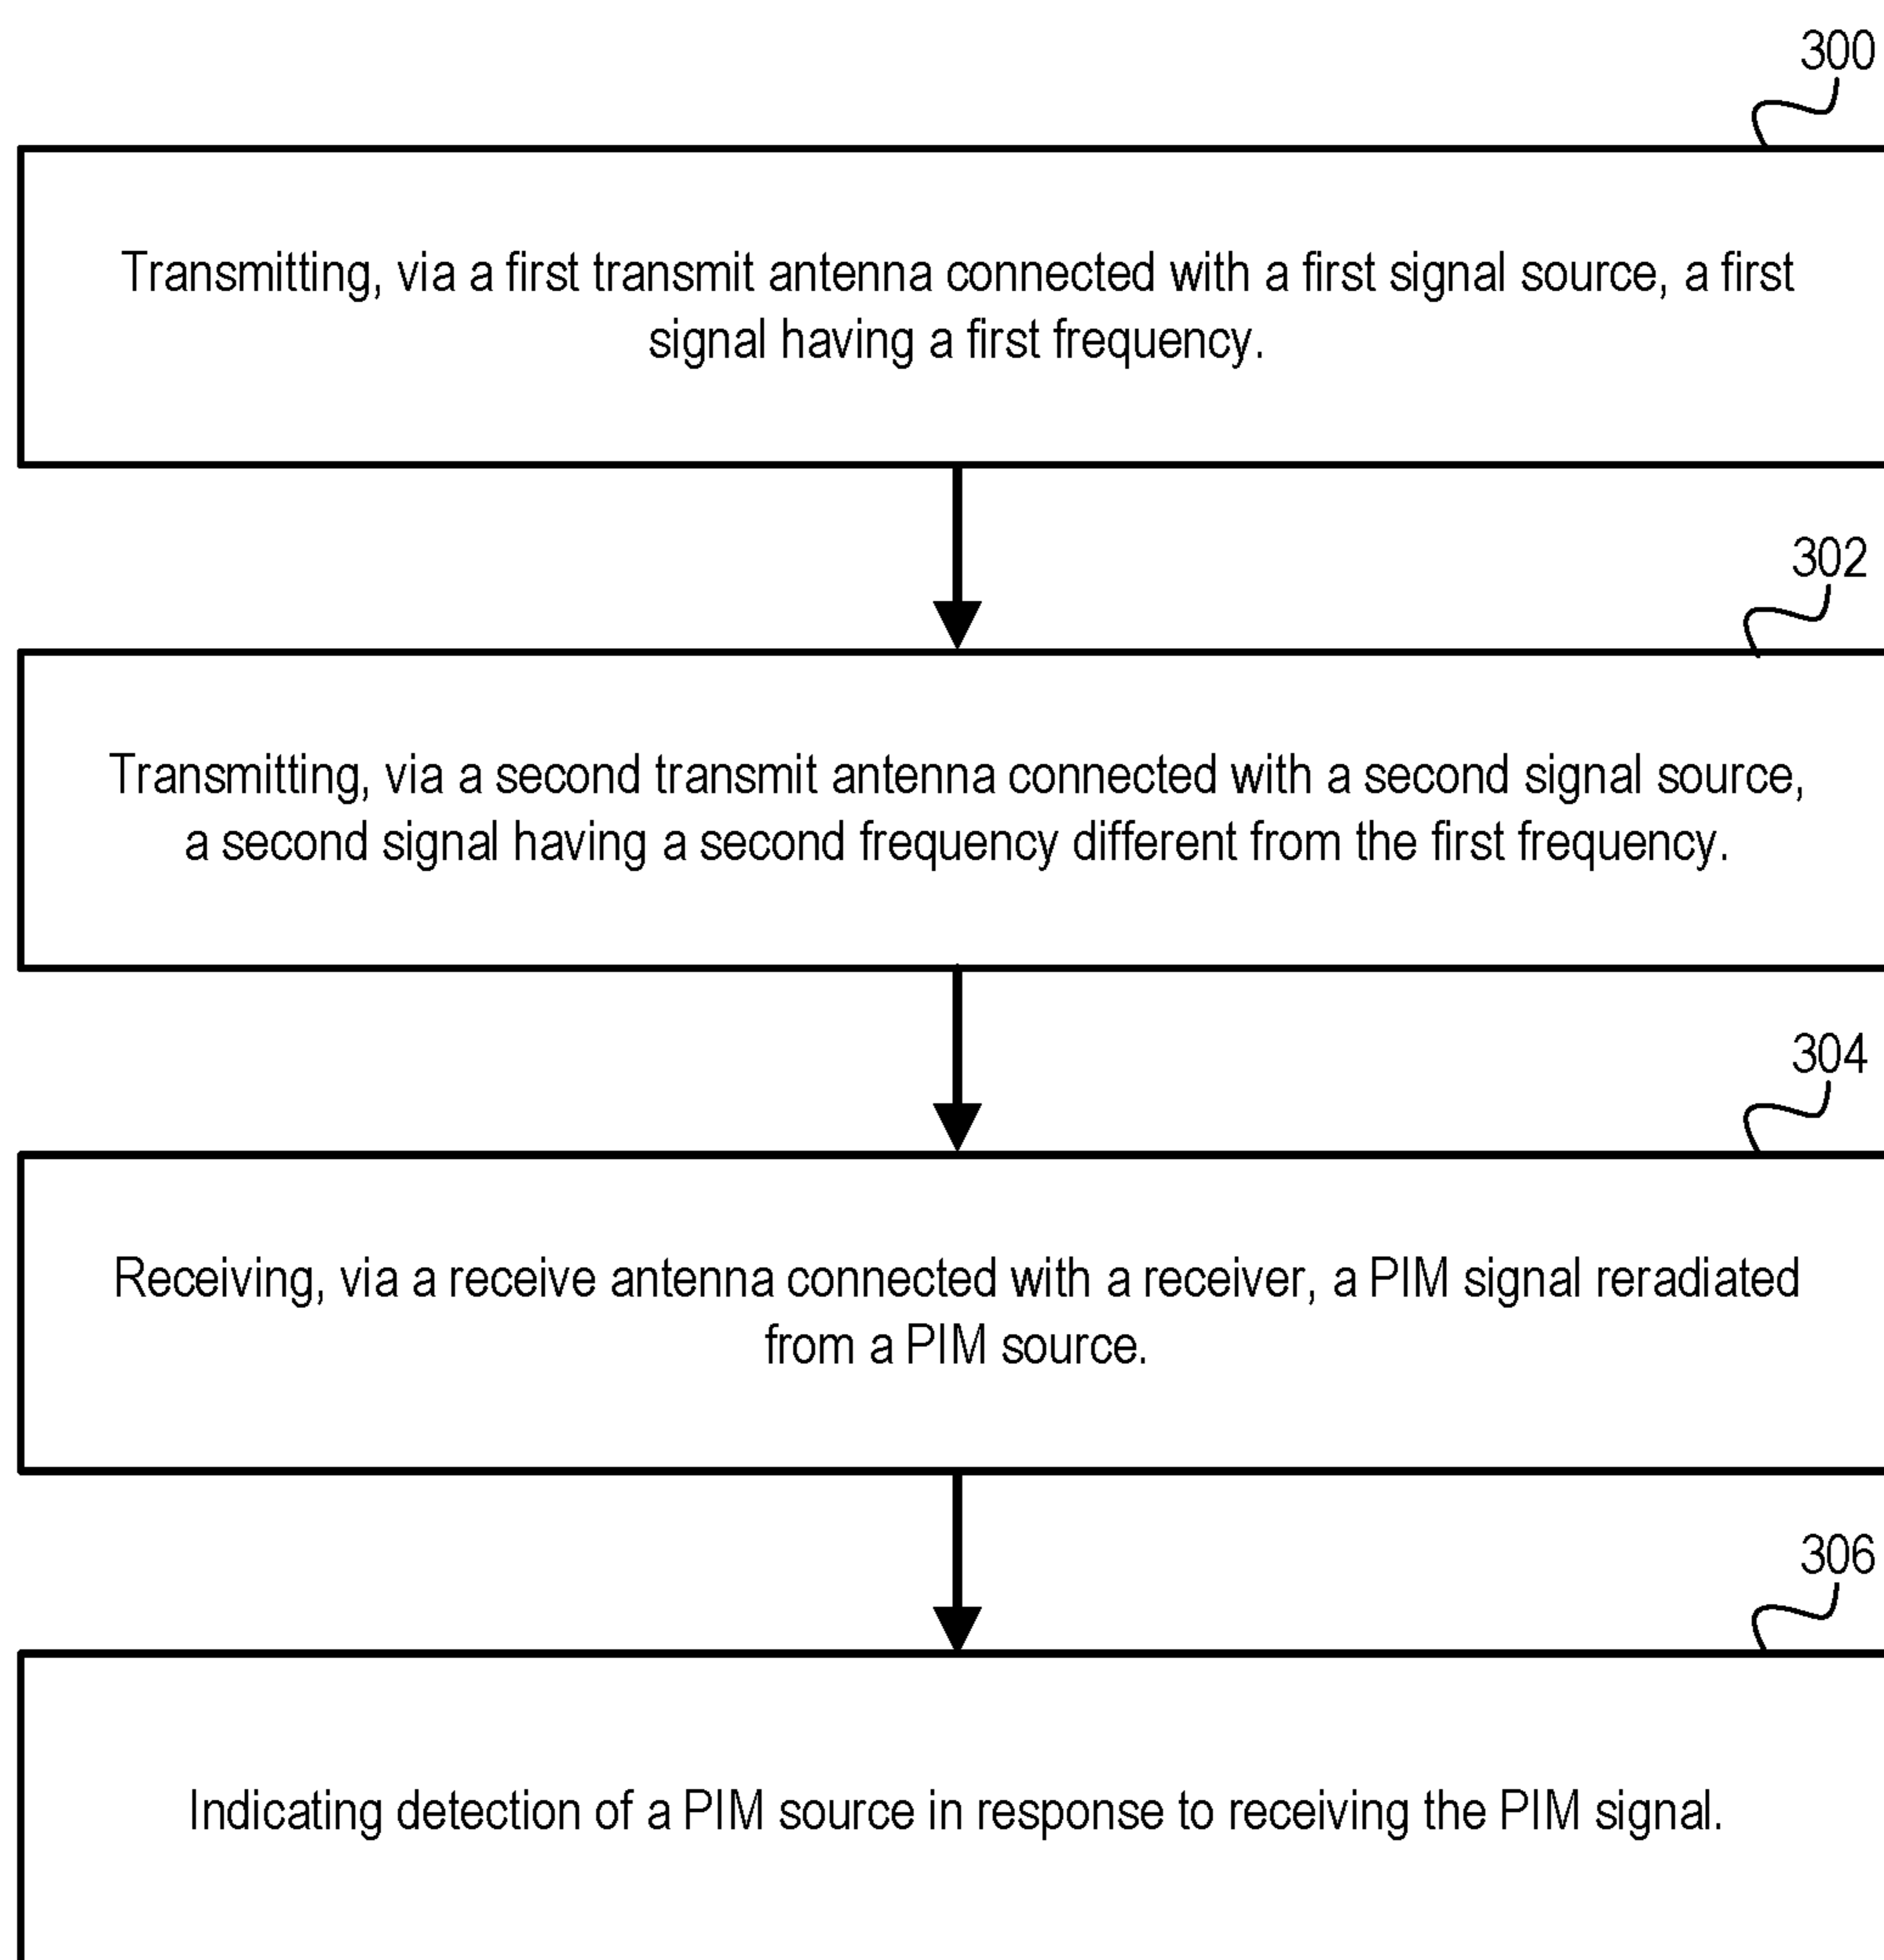 300
Transmitting, via a first transmit antenna connected with a first signal source, a first
signal having a first frequency.
302
Transmitting, via a second transmit antenna connected with a second signal source,
a second signal having a second frequency different from the first frequency.
304
Receiving, via a receive antenna connected with a receiver, a PIM signal reradiated
from a PIM source.
306
Indicating detection of a PIM source in response to receiving the PIM signal.